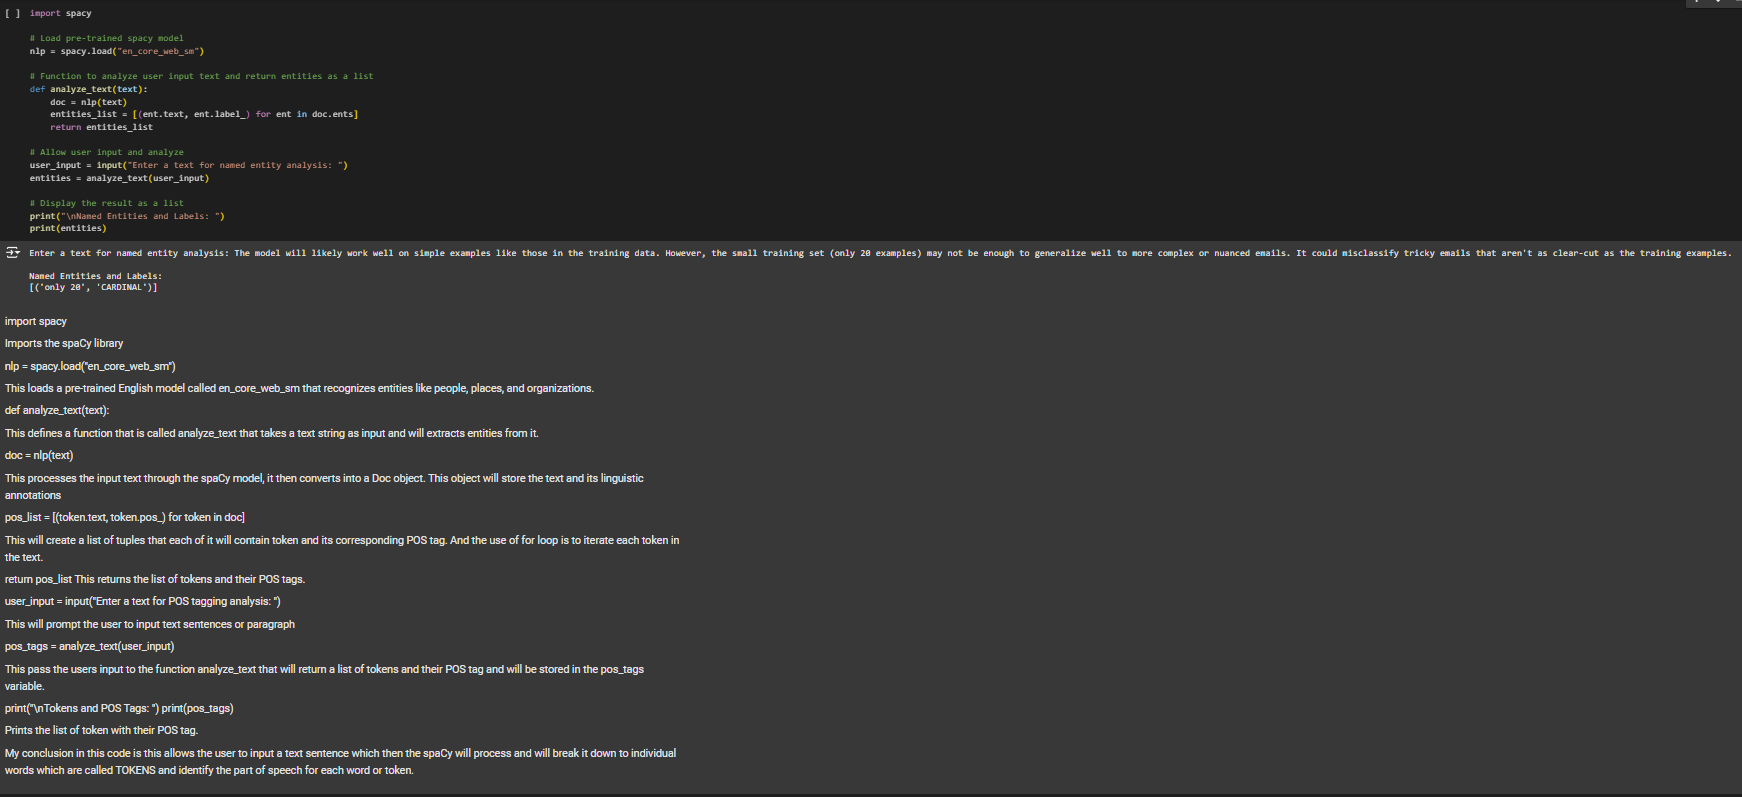 [ ] import spacy
# Load pre-trained spacy model
nlp = spacy.load("en_core_web_sm")
# Function to analyze user input text and return entities as a list
def analyze_text(text):
doc = nlp(text)
entities_list = [(ent.text, ent.label_) for ent in doc.ents]
return entities_list
# Allow user input and analyze
user_input = input("Enter a text for named entity analysis: ")
entities = analyze_text(user_input)
# Display the result as a list
print("\nNamed Entities and Labels: ")
print(entities)
Enter a text for named entity analysis: The model will likely work well on simple examples like those in the training data. However, the small training set (only 20 examples) may not be enough to generalize well to more complex or nuanced emails. It could misclassify tricky emails that aren't as clear-cut as the training examples.
Named Entities and Labels:
[('only 20', 'CARDINAL')]
import spacy
Imports the spaCy library
nlp = spacy.load("en_core_web_sm")
This loads a pre-trained English model called en_core_web_sm that recognizes entities like people, places, and organizations.
def analyze_text(text):
This defines a function that is called analyze_text that takes a text string as input and will extracts entities from it.
doc = nlp(text)
This processes the input text through the spaCy model, it then converts into a Doc object. This object will store the text and its linguistic
annotations
pos_list = [(token.text, token.pos_) for token in doc]
This will create a list of tuples that each of it will contain token and its corresponding POS tag. And the use of for loop is to iterate each token in
the text.
return pos_list This returns the list of tokens and their POS tags.
user_input = input("Enter a text for POS tagging analysis: ")
This will prompt the user to input text sentences or paragraph
pos_tags = analyze_text(user_input)
This pass the users input to the function analyze_text that will return a list of tokens and their POS tag and will be stored in the pos_tags
variable.
print("\nTokens and POS Tags: ") print(pos_tags)
Prints the list of token with their POS tag.
My conclusion in this code is this allows the user to input a text sentence which then the spaCy will process and will break it down to individual
words which are called TOKENS and identify the part of speech for each word or token.